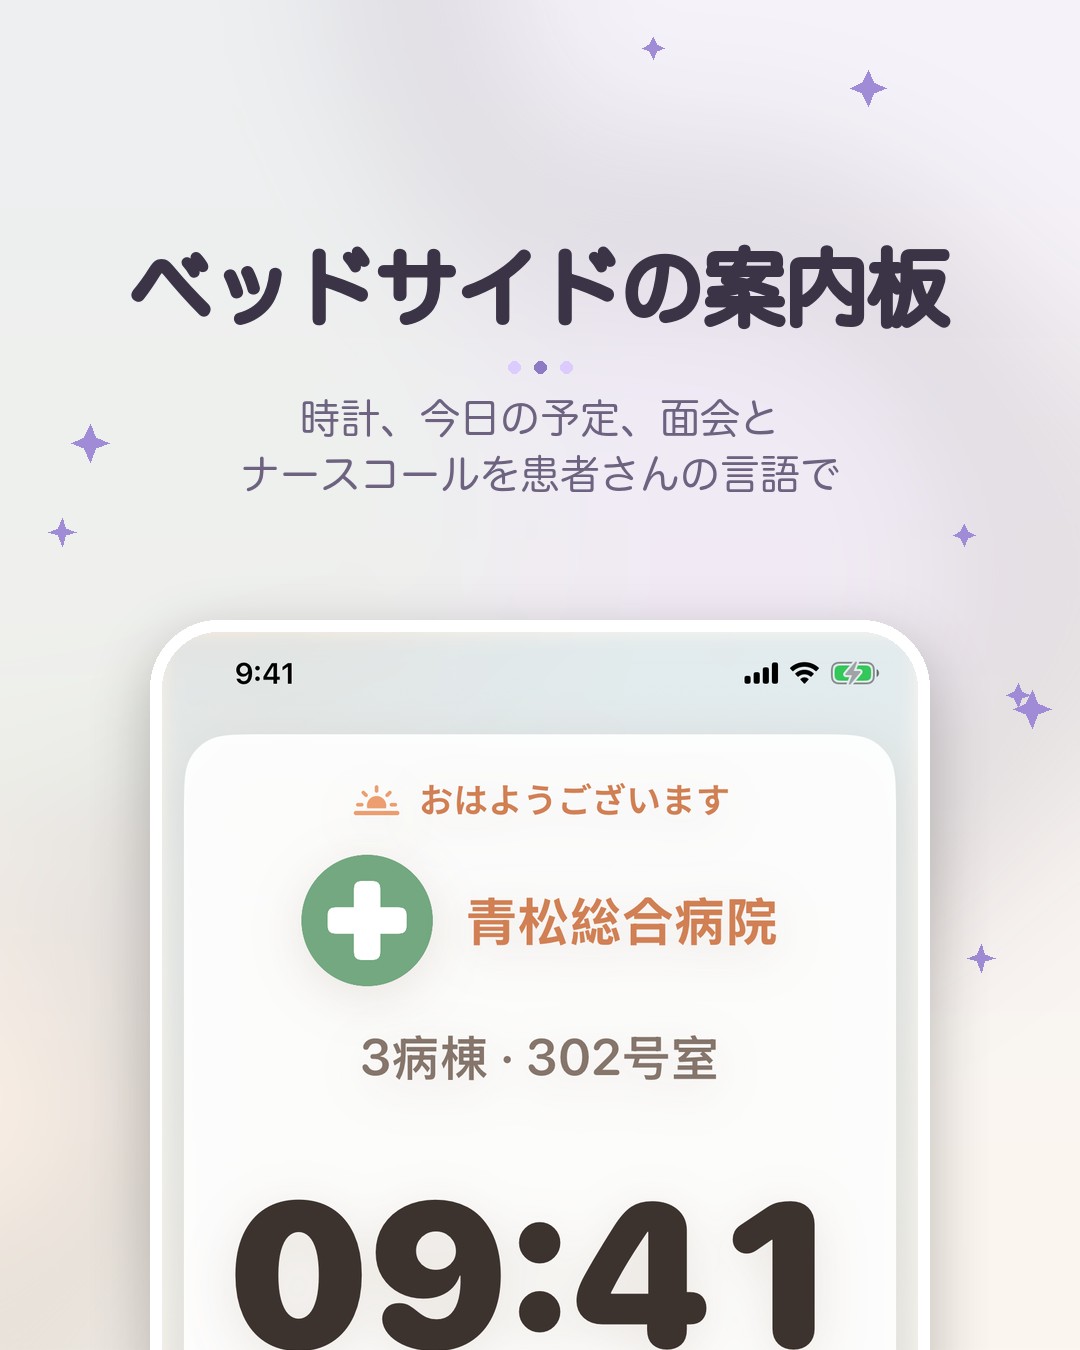 ベッドサイドの案内板
時計、今日の予定、面会と
ナースコールを患者さんの言語で
9:41
おはようございます
青松総合病院
3病棟 · 302号室
09:41